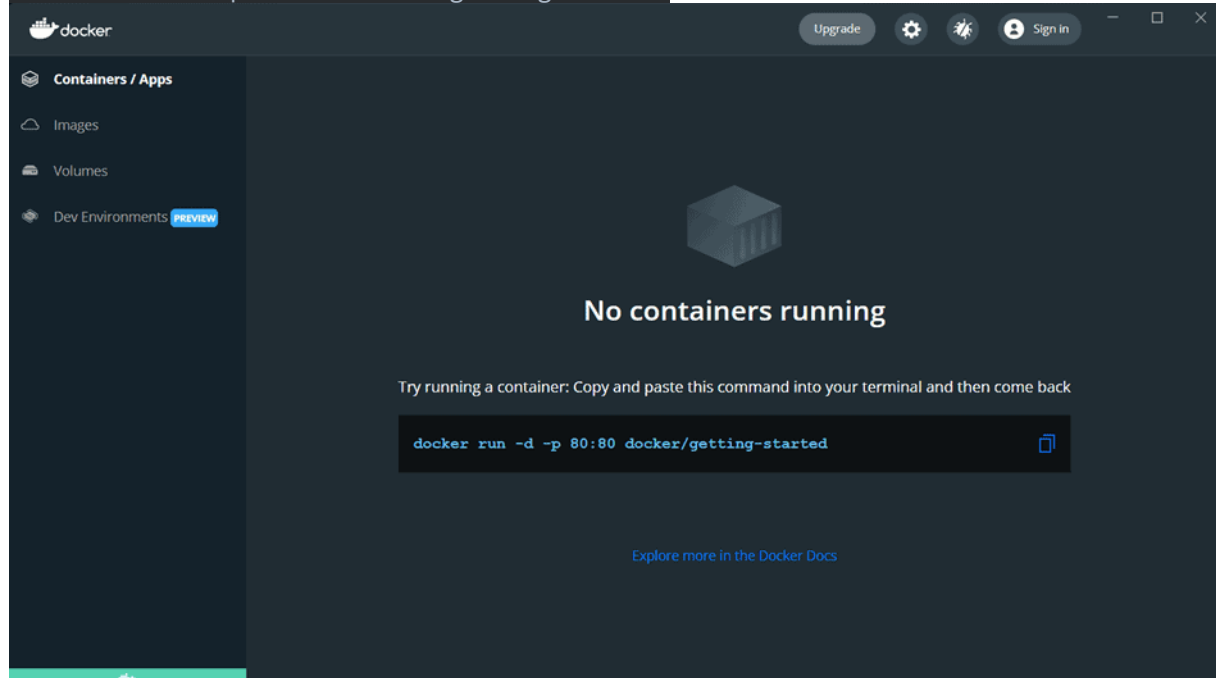 docker
Upgrade
Sign in
Containers / Apps
Images
Volumes
Dev Environments PREVIEW
No containers running
Try running a container: Copy and paste this command into your terminal and then come back
docker run -d -p 80:80 docker/getting-started
Explore more in the Docker Docs